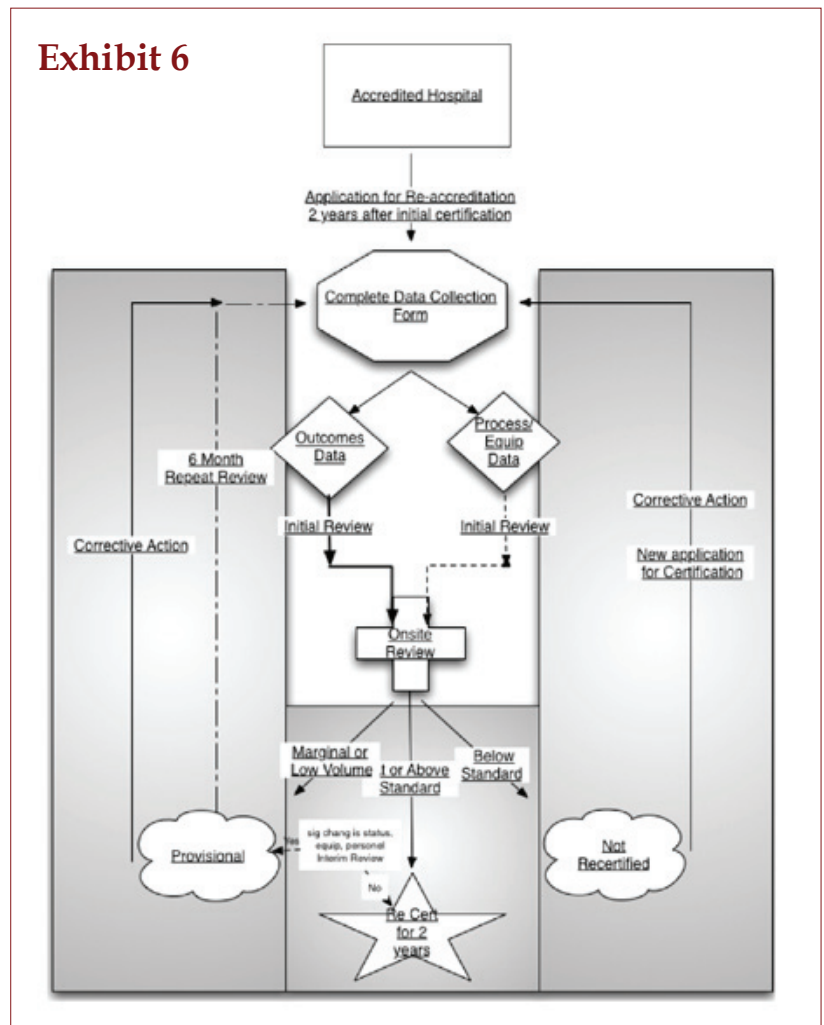 Exhibit 6
Accredited Hospital
Application for Re-accreditation
2 years after initial certification
Complete Data Collection
Form
Outcomes
Data
Process/
Equip
Data
6 Month
Repeat Review
Initial Review
Initial Review
Corrective Action
Corrective Action
New application
for Certification
Onsite
Review
Marginal or
Low Volume
t or Above
Standard
Below
Standard
Provisional
Yes
sig chang is status,
equip, personal
Interim Review
No
Not
Recertified
Re Cert
for 2
years